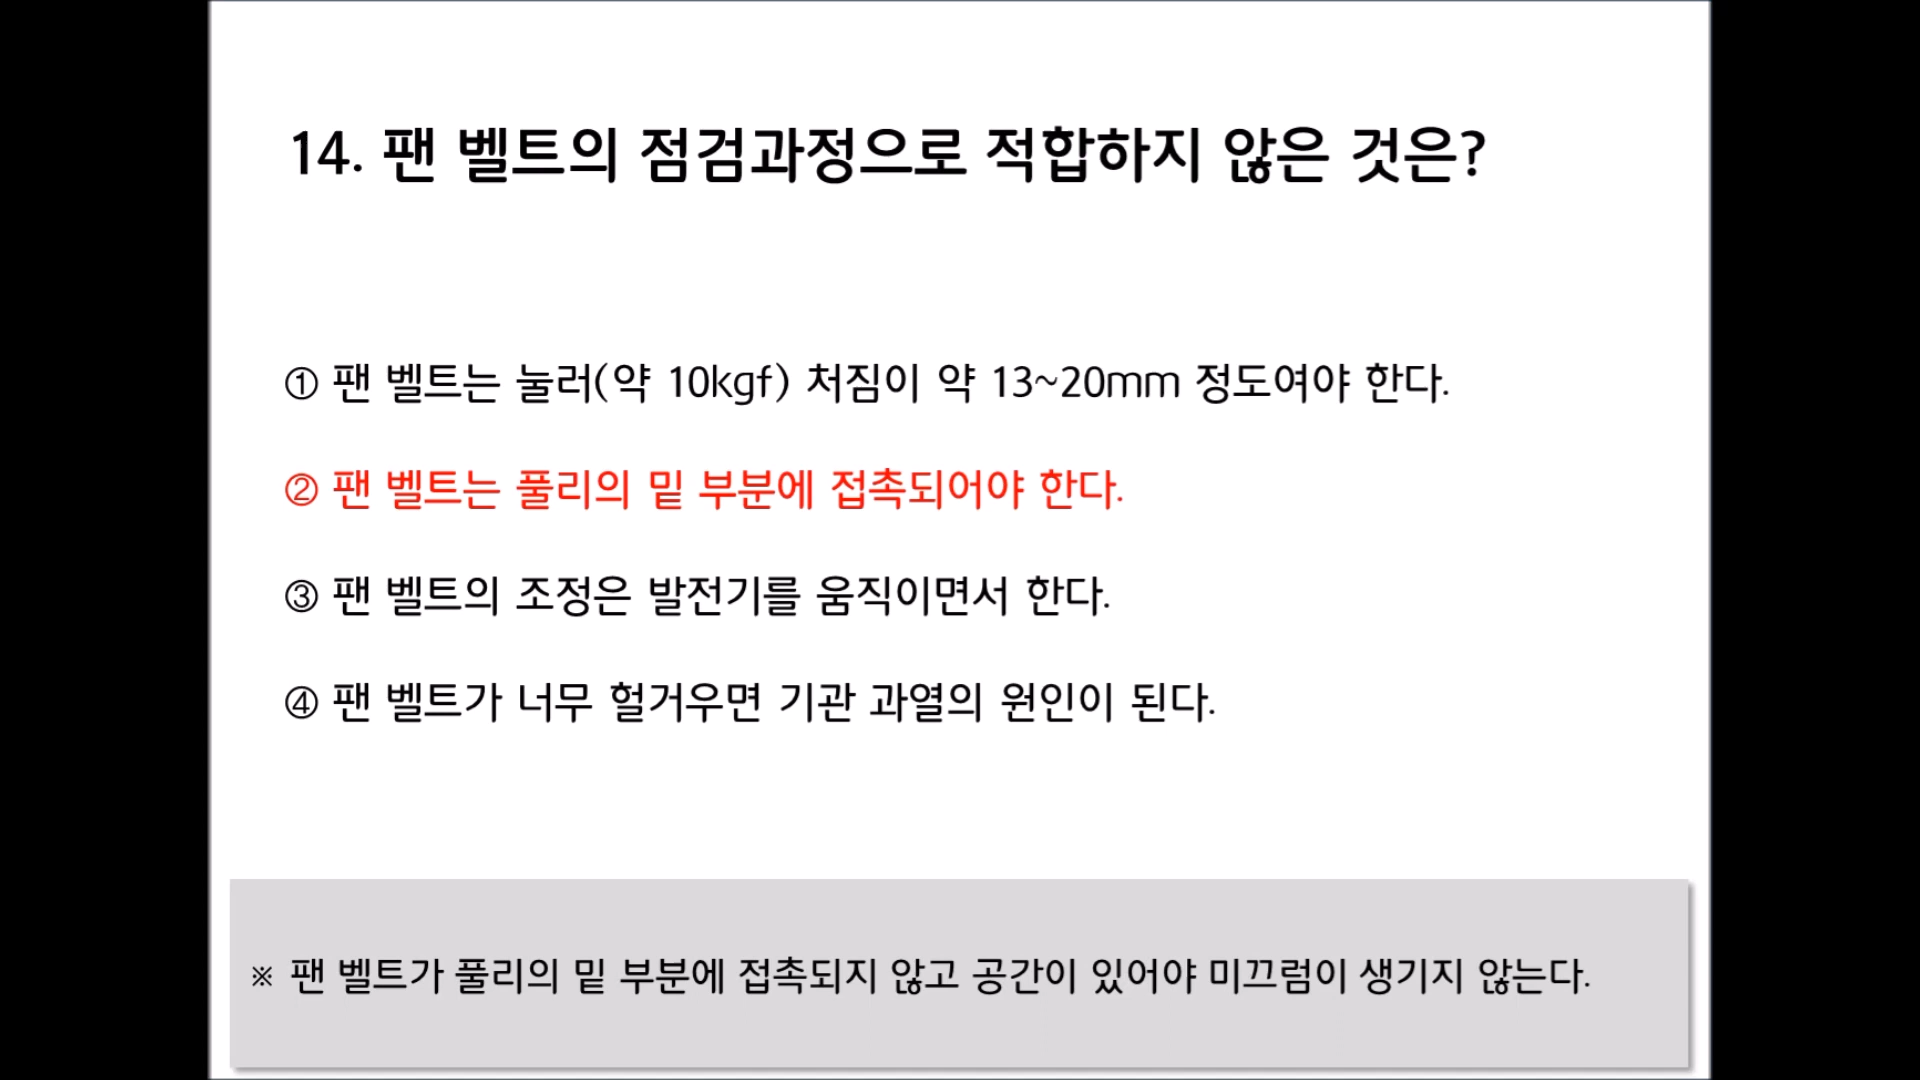 14. 팬 벨트의 점검과정으로 적합하지 않은 것은?
① 팬 벨트는 눌러(약 10kgf) 처짐이 약 13~20mm 정도여야 한다.
② 팬 벨트는 풀리의 밑 부분에 접촉되어야 한다.
③ 팬 벨트의 조정은 발전기를 움직이면서 한다.
④ 팬 벨트가 너무 헐거우면 기관 과열의 원인이 된다.
※ 팬 벨트가 풀리의 밑 부분에 접촉되지 않고 공간이 있어야 미끄럼이 생기지 않는다.